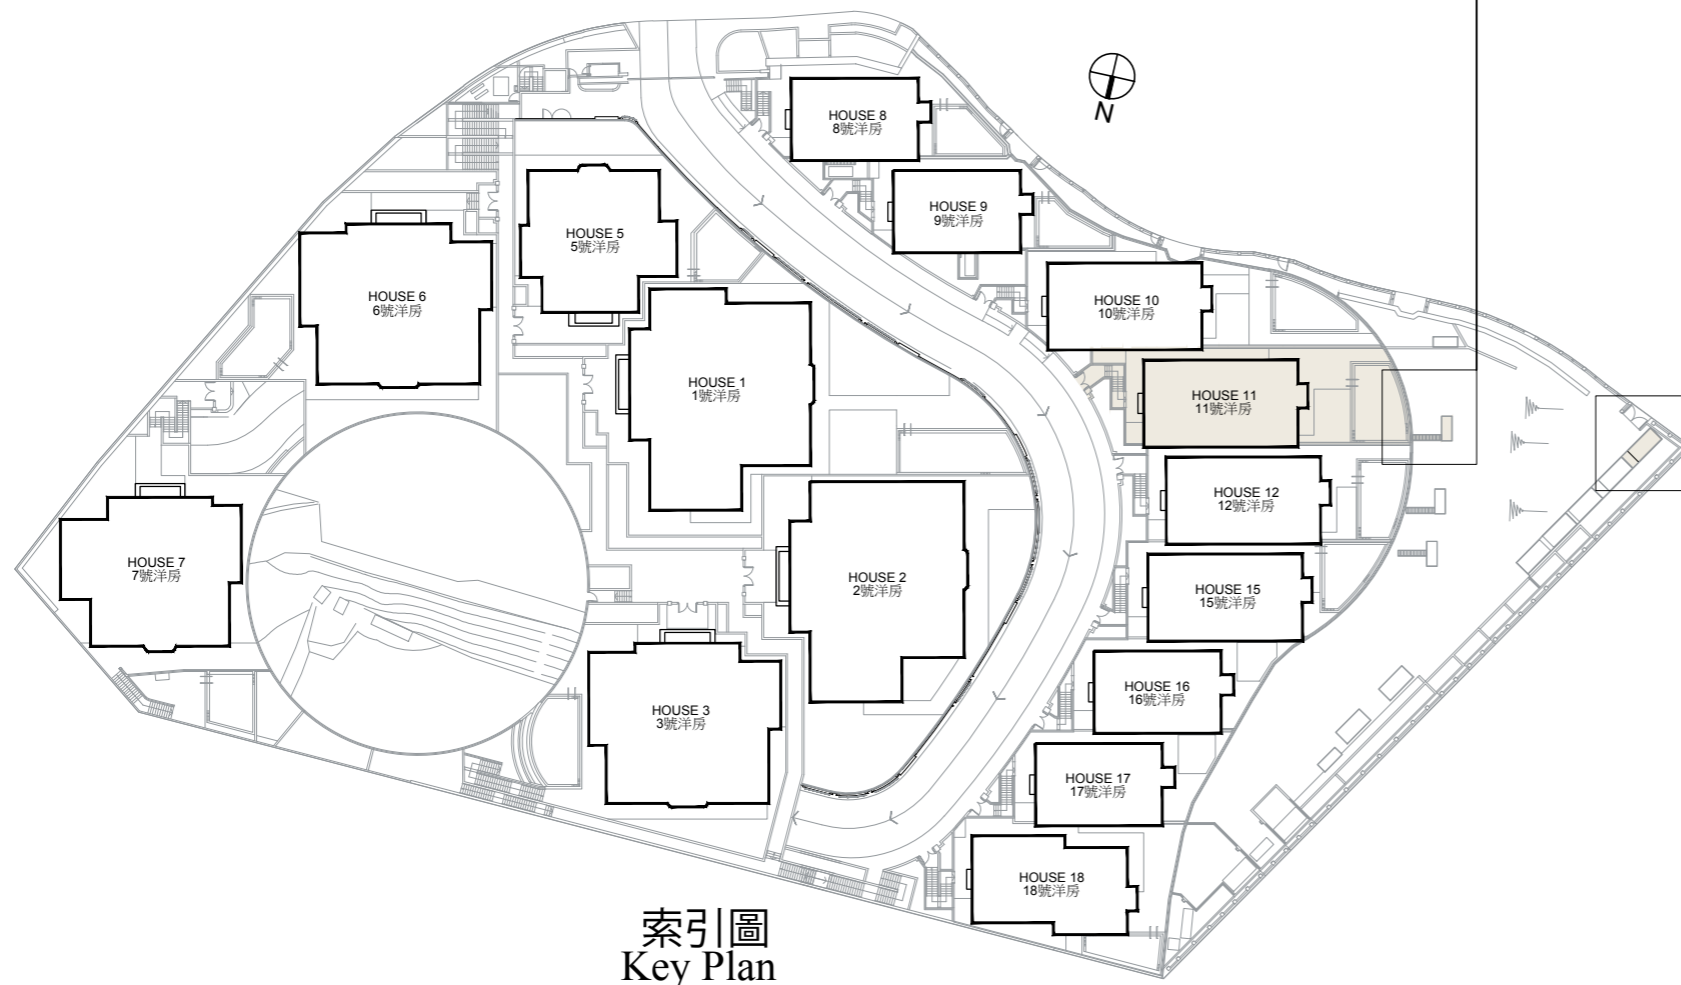 N
HOUSE 8
8號洋房
HOUSE 9
9號洋房
HOUSE 5
5號洋房
HOUSE 6
6號洋房
HOUSE 10
10號洋房
HOUSE 1
1號洋房
HOUSE 11
11號洋房
HOUSE 12
12號洋房
HOUSE 7
7號洋房
HOUSE 2
2號洋房
HOUSE 15
15號洋房
HOUSE 16
16號洋房
HOUSE 3
3號洋房
HOUSE 17
17號洋房
HOUSE 18
18號洋房
索引圖
Key Plan